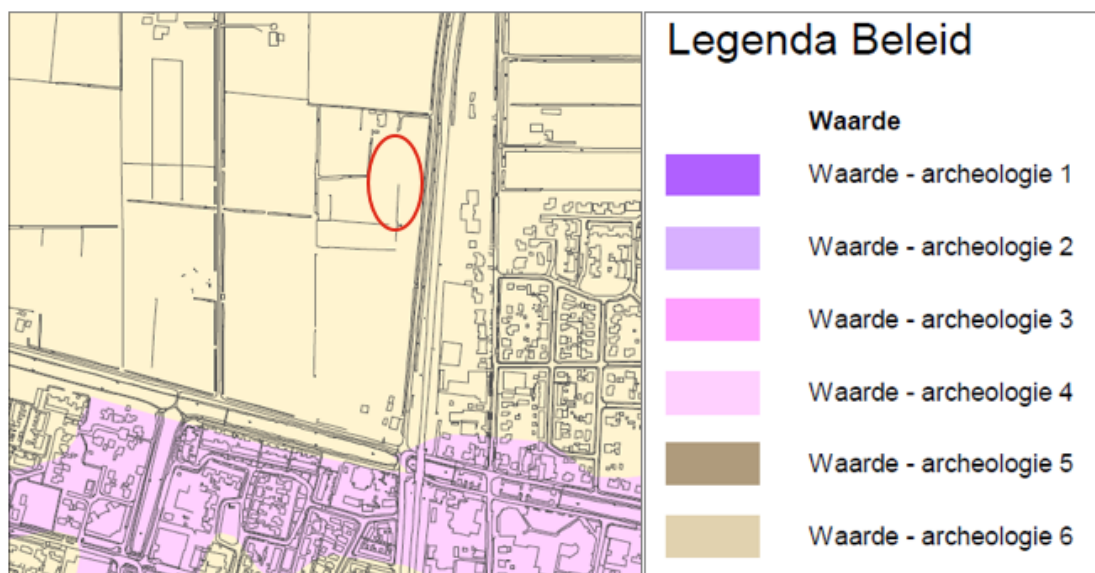 Legenda Beleid
Waarde
Waarde - archeologie 1
Waarde - archeologie 2
Waarde - archeologie 3
Waarde - archeologie 4
Waarde - archeologie 5
Waarde - archeologie 6